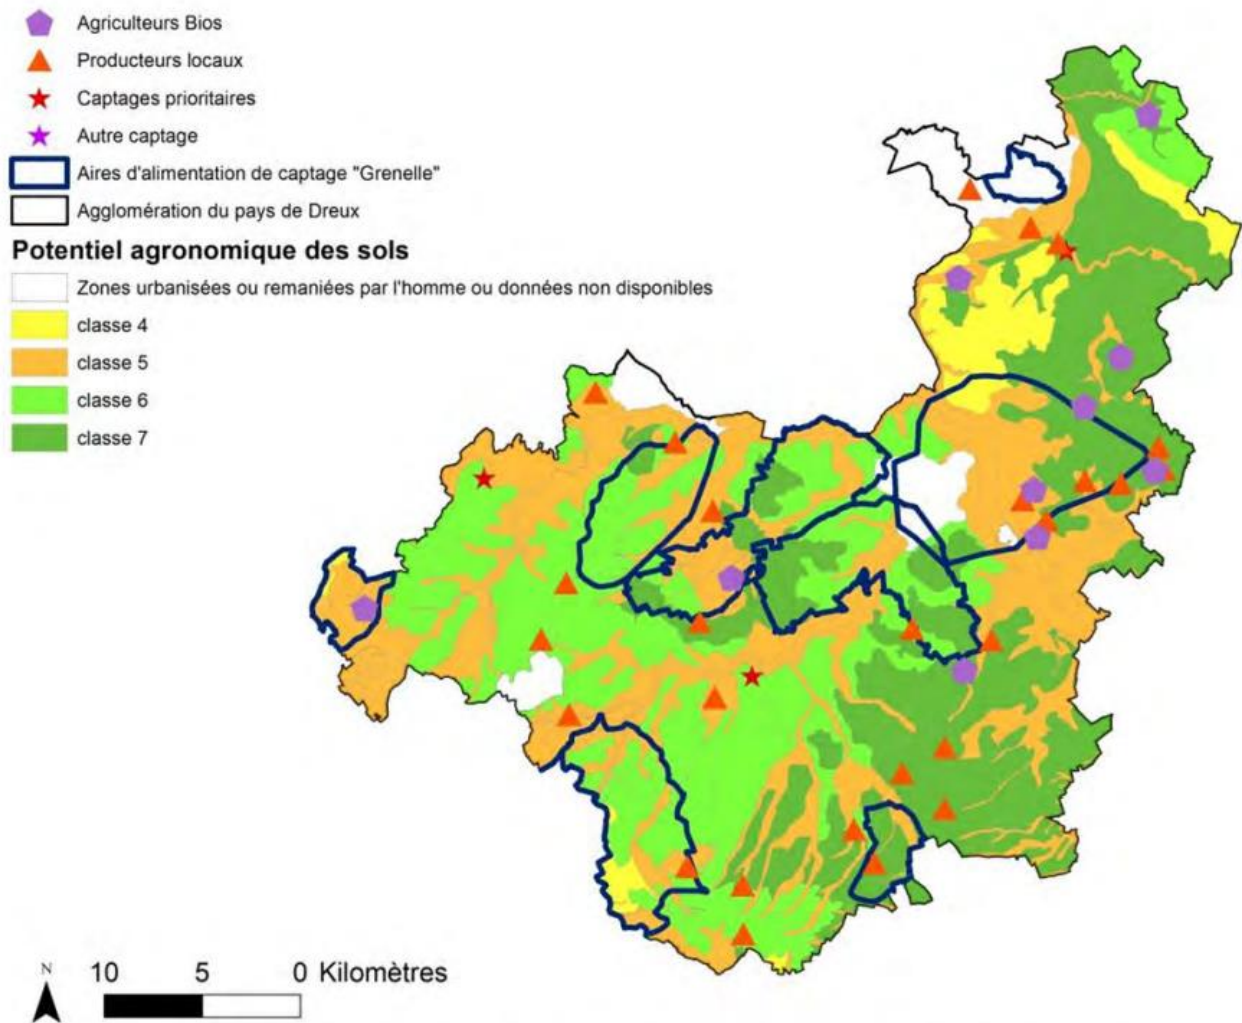 Agriculteurs Bios
Producteurs locaux
Captages prioritaires
Autre captage
Aires d'alimentation de captage "Grenelle"
Agglomération du pays de Dreux
Potentiel agronomique des sols
Zones urbanisées ou remaniées par l'homme ou données non disponibles
classe 4
classe 5
classe 6
classe 7
N
10 5 0 Kilomètres